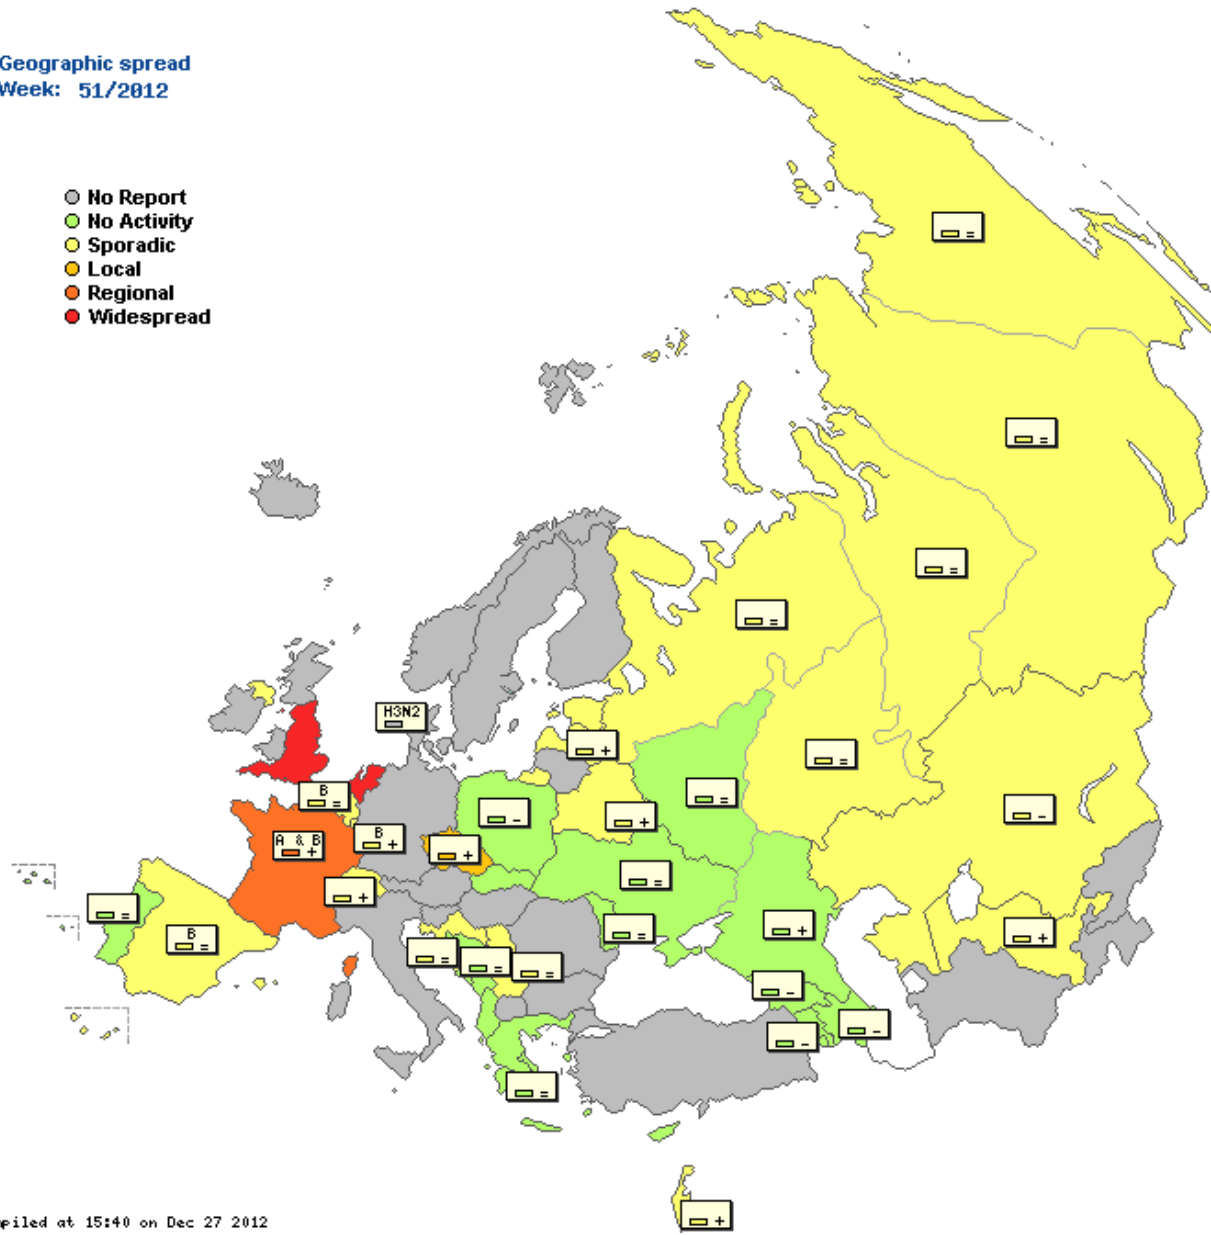 Geographic spread
Week: 51/2012
No Report
No Activity
Sporadic
Local
Regional
Widespread
=
=
=
=
H3N2
+
=
B
=
=
-
+
-
A & B
+
B
+
+
=
+
=
B
=
=
+
+
=
=
=
-
-
-
=
+
piled at 15:40 on Dec 27 2012